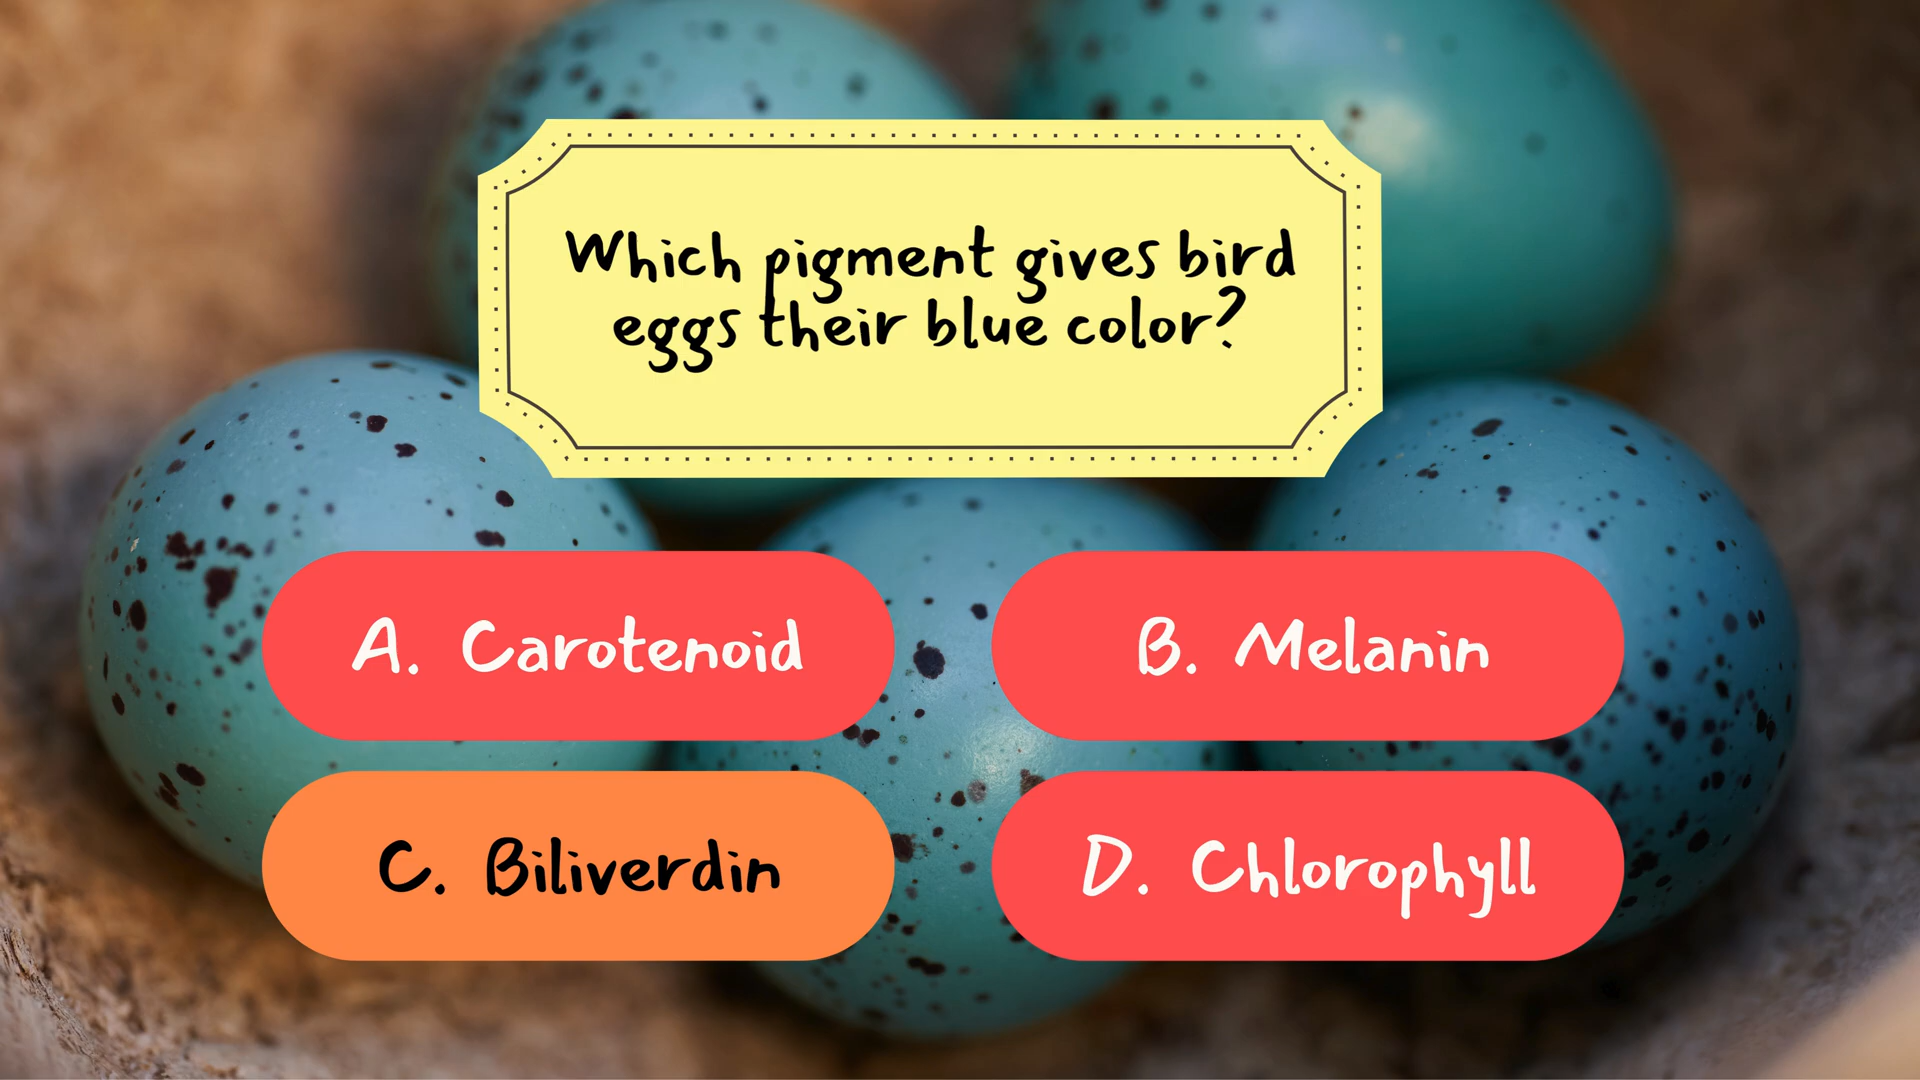 Which pigment gives bird
eggs their blue color?
A. Carotenoid
B. Melanin
C. Biliverdin
D. Chlorophyll